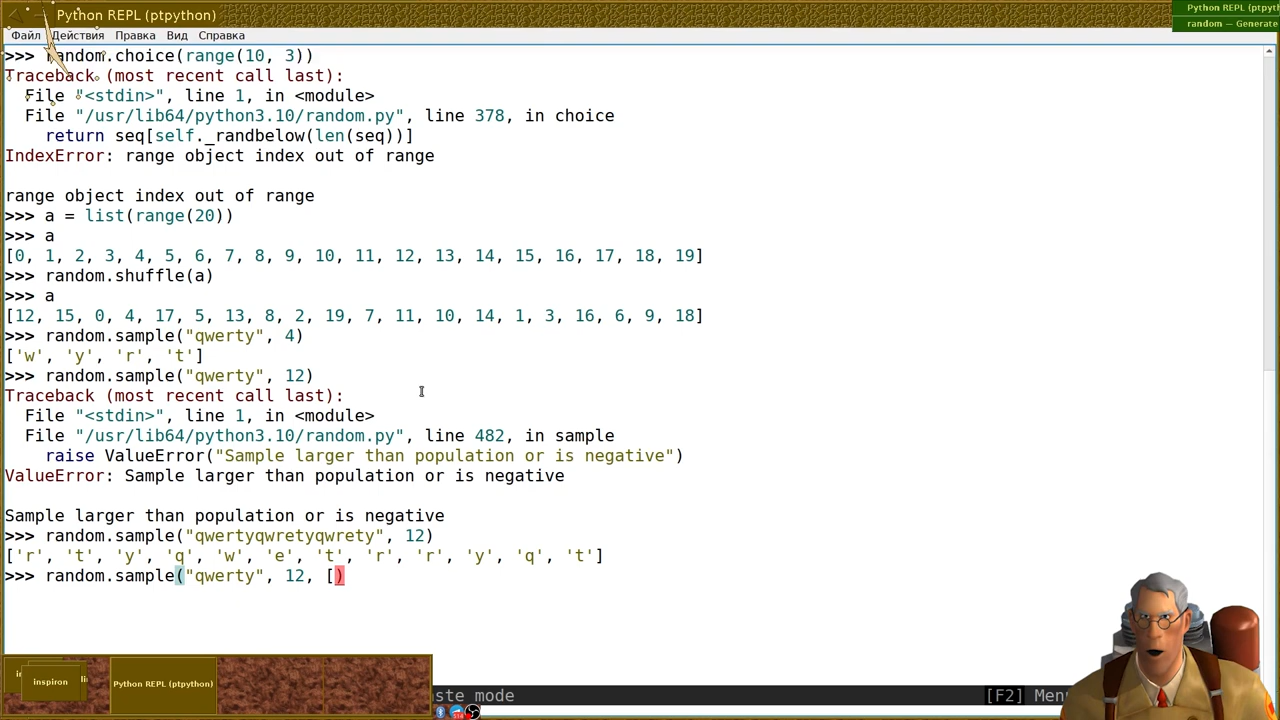 Python REPL (ptpython)
Python REPL (ptpy
random — Generate
Файл Действия Правка Вид Справка
>>> random.choice(range(10, 3))
Traceback (most recent call last):
  File "<stdin>", line 1, in <module>
  File "/usr/lib64/python3.10/random.py", line 378, in choice
    return seq[self._randbelow(len(seq))]
IndexError: range object index out of range
range object index out of range
>>> a = list(range(20))
>>> a
[0, 1, 2, 3, 4, 5, 6, 7, 8, 9, 10, 11, 12, 13, 14, 15, 16, 17, 18, 19]
>>> random.shuffle(a)
>>> a
[12, 15, 0, 4, 17, 5, 13, 8, 2, 19, 7, 11, 10, 14, 1, 3, 16, 6, 9, 18]
>>> random.sample("qwerty", 4)
['w', 'y', 'r', 't']
>>> random.sample("qwerty", 12)
Traceback (most recent call last):
  File "<stdin>", line 1, in <module>
  File "/usr/lib64/python3.10/random.py", line 482, in sample
    raise ValueError("Sample larger than population or is negative")
ValueError: Sample larger than population or is negative
Sample larger than population or is negative
>>> random.sample("qwertyqwretyqwrety", 12)
['r', 't', 'y', 'q', 'w', 'e', 't', 'r', 'r', 'y', 'q', 't']
>>> random.sample("qwerty", 12, [)
inspiron
Python REPL (ptpython)
ste mode
[F2] Men